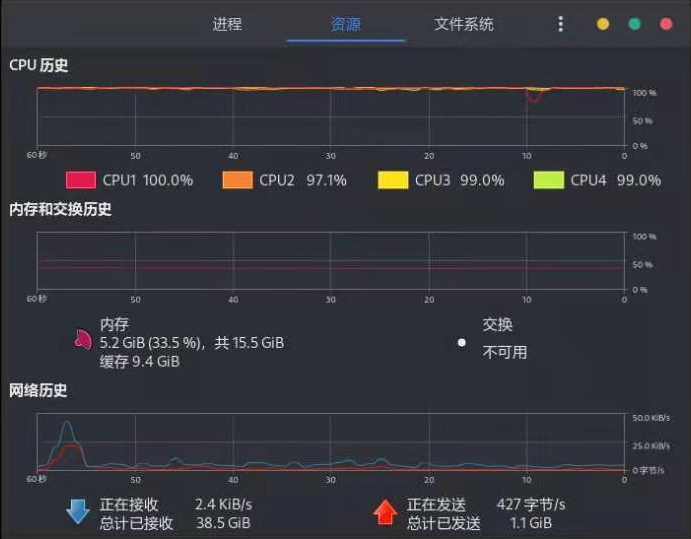 进程 资源 文件系统
CPU 历史
100 %
50 %
0 %
60 秒 50 40 30 20 10 0
CPU1 100.0% CPU2 97.1% CPU3 99.0% CPU4 99.0%
内存和交换历史
100 %
50 %
0 %
60 秒 50 40 30 20 10 0
内存
5.2 GiB (33.5 %)，共 15.5 GiB
缓存 9.4 GiB
交换
不可用
网络历史
50.0 KiB/s
25.0 KiB/s
0 字节/s
60 秒 50 40 30 20 10 0
正在接收 2.4 KiB/s
总计已接收 38.5 GiB
正在发送 427 字节/s
总计已发送 1.1 GiB